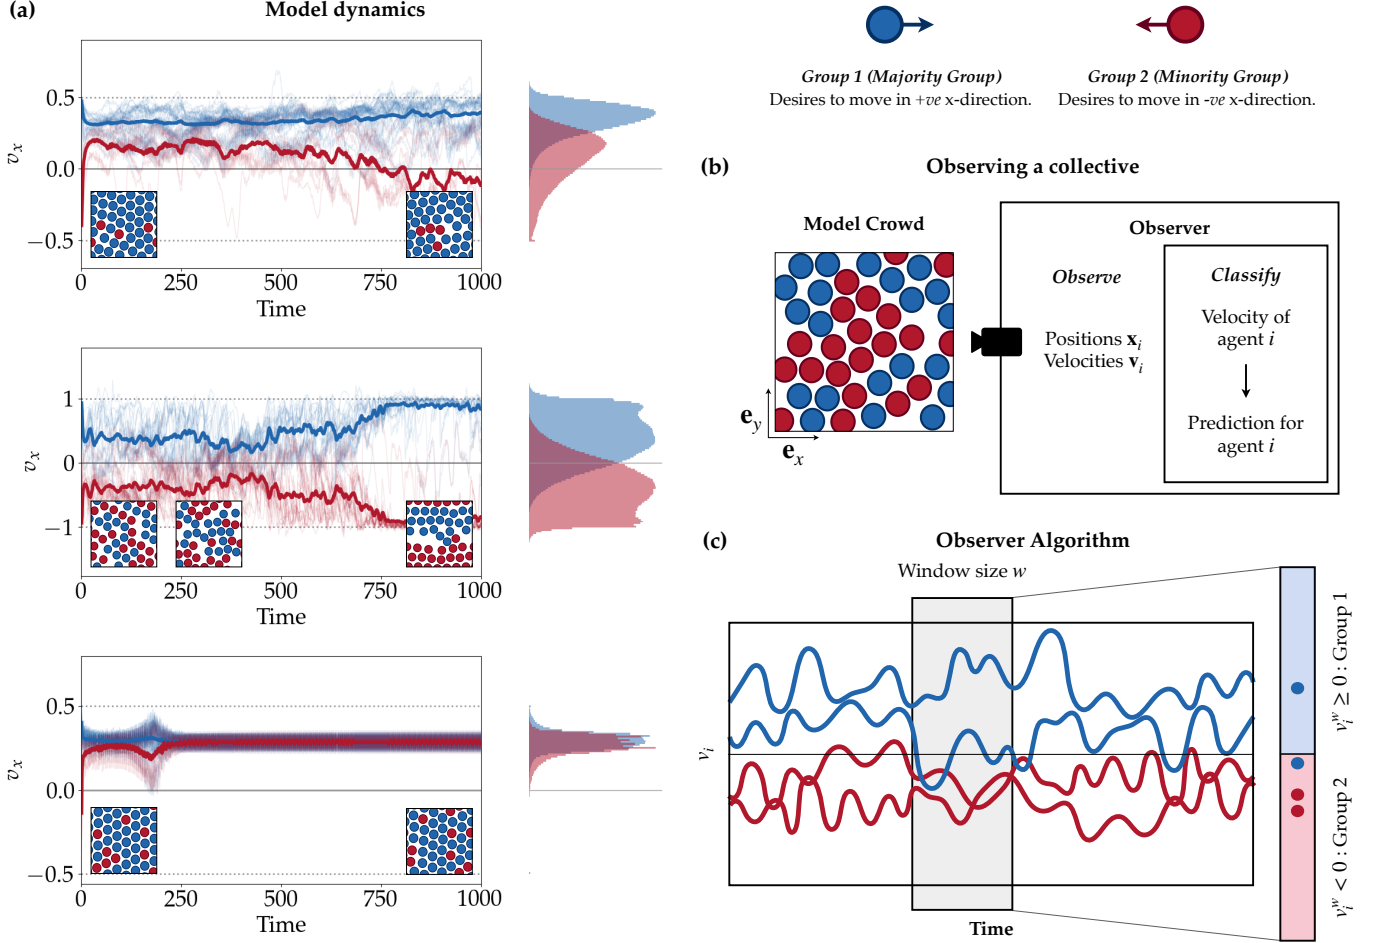 (a)
Model dynamics
0.5
0.0
−0.5
v_x
0
250
500
750
1000
Time
1
0
−1
v_x
0
250
500
750
1000
Time
0.5
0.0
−0.5
v_x
0
250
500
750
1000
Time
Group 1 (Majority Group)
Desires to move in +ve x-direction.
Group 2 (Minority Group)
Desires to move in -ve x-direction.
(b)
Observing a collective
Model Crowd
e_y
e_x
Observer
Observe
Positions x_i
Velocities v_i
Classify
Velocity of
agent i
Prediction for
agent i
(c)
Observer Algorithm
Window size w
v_i
Time
v_i^w ≥ 0 : Group 1
v_i^w < 0 : Group 2